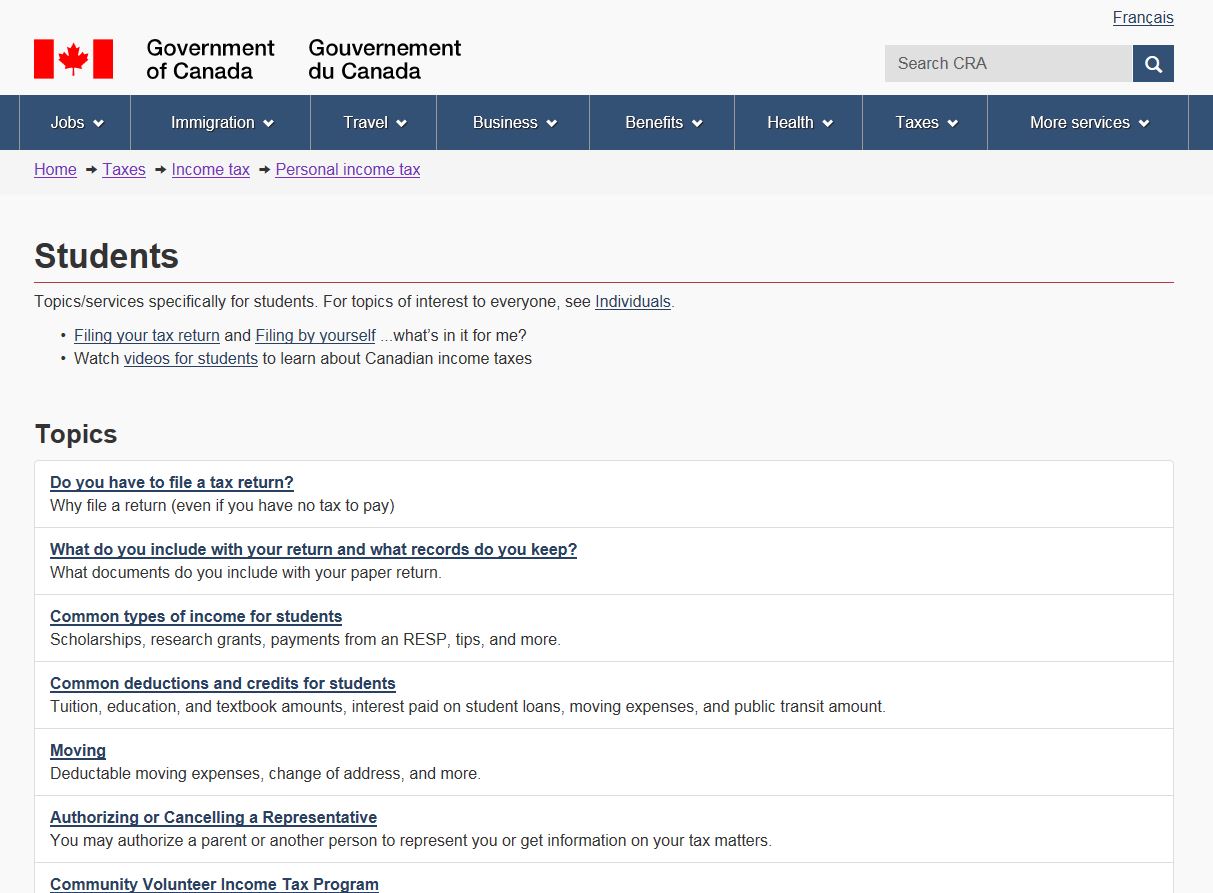 Français
Government of Canada
Gouvernement du Canada
Search CRA
Jobs Immigration Travel Business Benefits Health Taxes More services
Home Taxes Income tax Personal income tax
Students
Topics/services specifically for students. For topics of interest to everyone, see Individuals.
• Filing your tax return and Filing by yourself ...what's in it for me?
• Watch videos for students to learn about Canadian income taxes
Topics
Do you have to file a tax return?
Why file a return (even if you have no tax to pay)
What do you include with your return and what records do you keep?
What documents do you include with your paper return.
Common types of income for students
Scholarships, research grants, payments from an RESP, tips, and more.
Common deductions and credits for students
Tuition, education, and textbook amounts, interest paid on student loans, moving expenses, and public transit amount.
Moving
Deductable moving expenses, change of address, and more.
Authorizing or Cancelling a Representative
You may authorize a parent or another person to represent you or get information on your tax matters.
Community Volunteer Income Tax Program